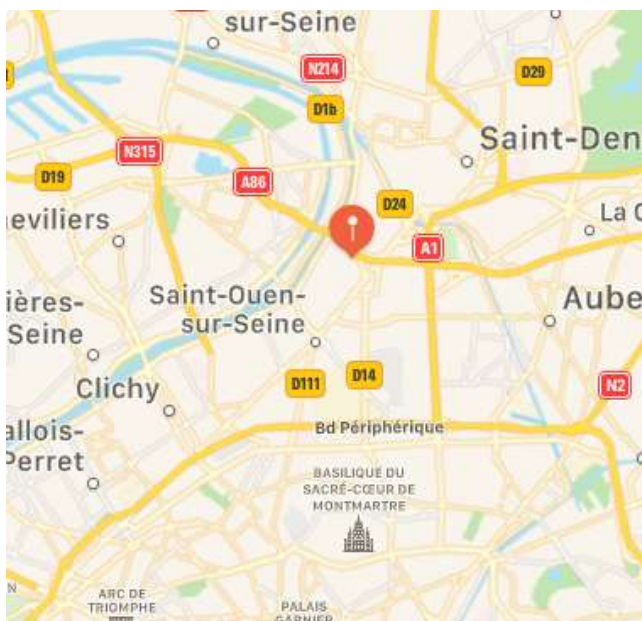 sur-Seine
N214
D29
D1b
Saint-Den
N315
D19
A86
D24
La C
eviliers
A1
Saint-Ouen-
sur-Seine
ières-
Seine
Aube
Clichy
D111
D14
N2
allois-
Perret
Bd Périphérique
BASILIQUE DU
SACRÉ-CŒUR DE
MONTMARTRE
N
ARC DE
TRIOMPHE
PALAIS
GARNIER